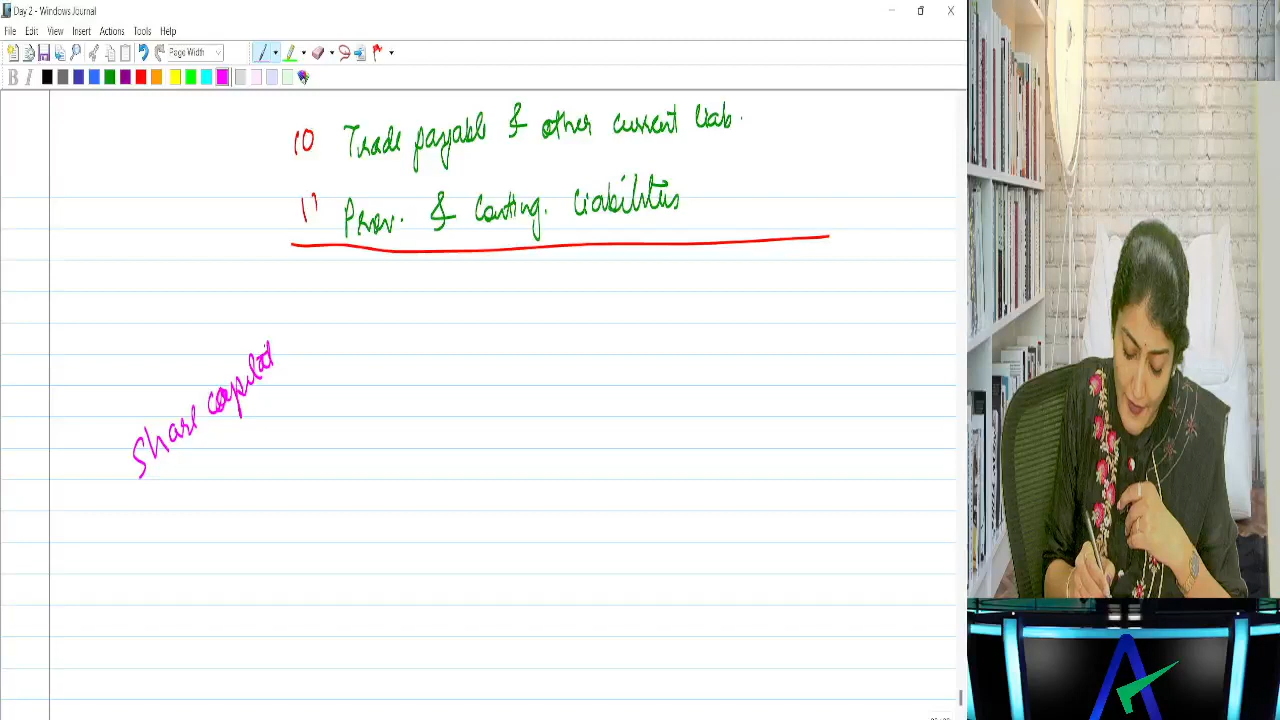 Day 2 - Windows Journal
File Edit View Insert Actions Tools Help
Page Width
B I
10 Trade payable & other current liab.
11 Prov. & Conting. liabilities
Share capital